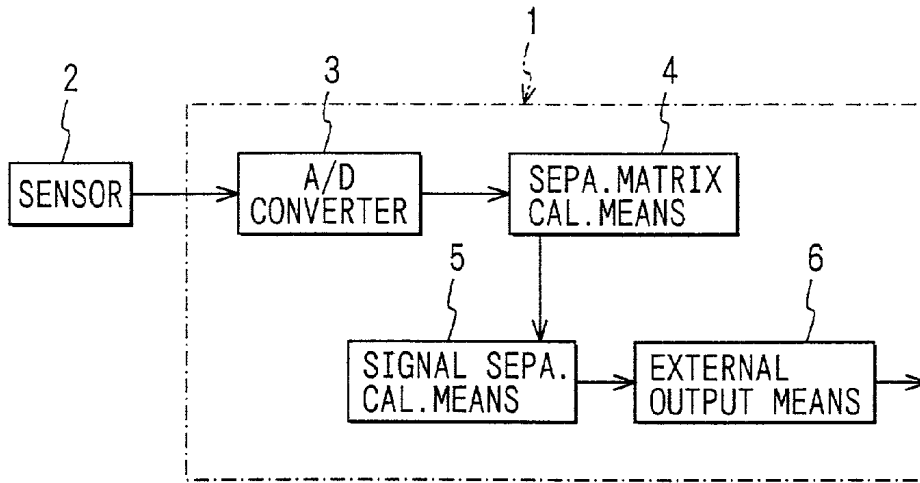 1
2
3
4
SENSOR
A/D
CONVERTER
SEPA.MATRIX
CAL.MEANS
5
6
SIGNAL SEPA.
CAL.MEANS
EXTERNAL
OUTPUT MEANS